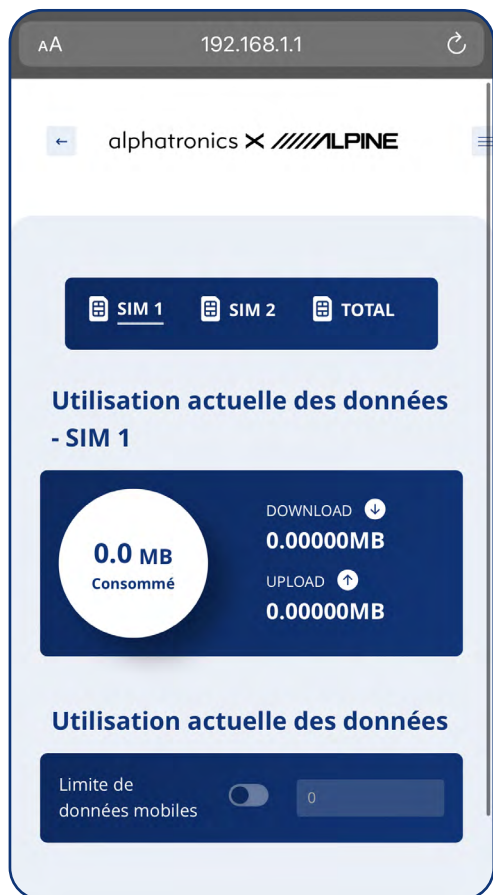 AA 192.168.1.1
alphatronics X ALPINE
SIM 1 SIM 2 TOTAL
Utilisation actuelle des données
- SIM 1
0.0 MB
Consommé
DOWNLOAD
0.00000MB
UPLOAD
0.00000MB
Utilisation actuelle des données
Limite de
données mobiles
0